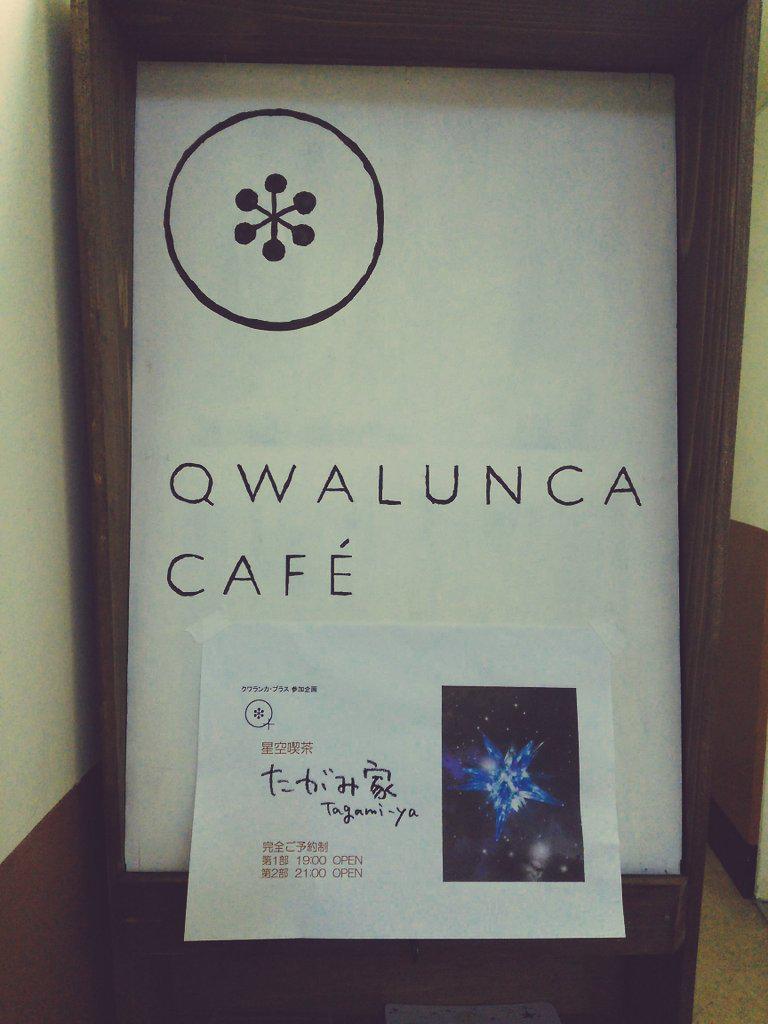 QWALUNCA
CAFÉ
クワランカ・プラス 参加企画
星空喫茶
たがみ家
Tagami-ya
完全ご予約制
第1部 19:00 OPEN
第2部 21:00 OPEN